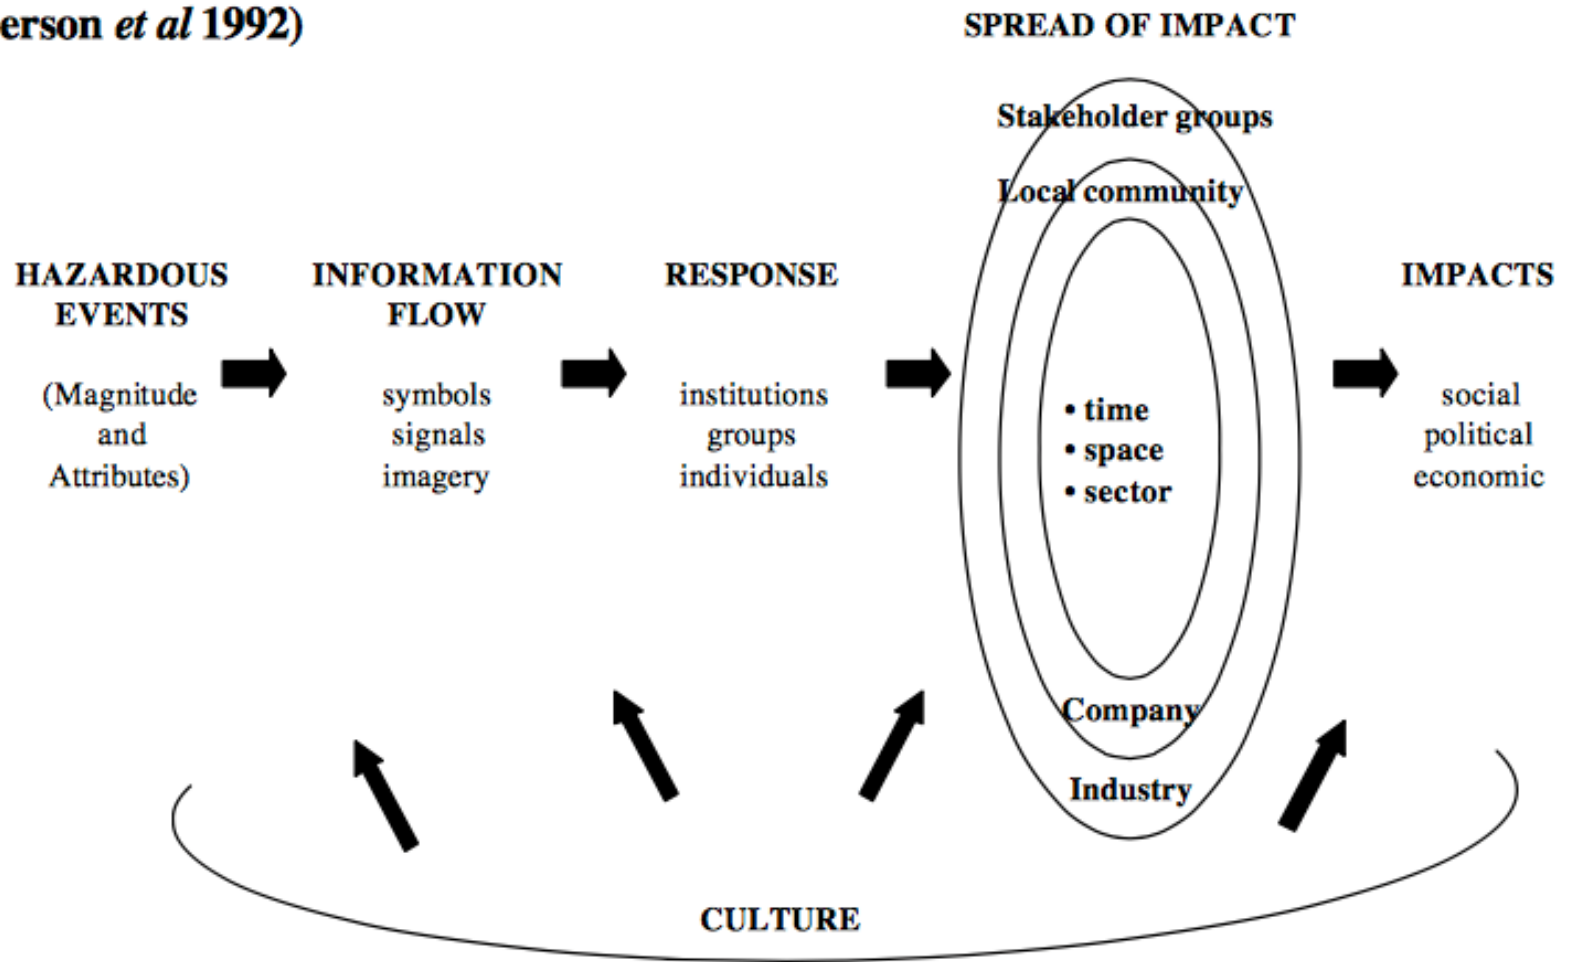 erson et al 1992)
SPREAD OF IMPACT
Stakeholder groups
Local community
HAZARDOUS
EVENTS
(Magnitude
and
Attributes)
INFORMATION
FLOW
symbols
signals
imagery
RESPONSE
institutions
groups
individuals
• time
• space
• sector
Company
Industry
IMPACTS
social
political
economic
CULTURE